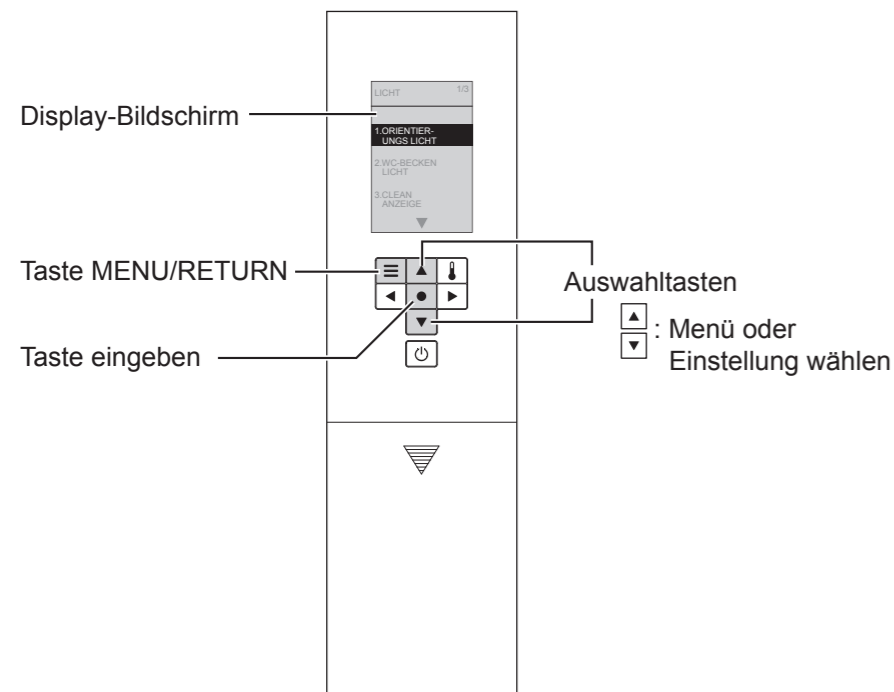 LICHT 1/3
Display-Bildschirm
1.ORIENTIER-
UNGS LICHT
2.WC-BECKEN
LICHT
3.CLEAN
ANZEIGE
Taste MENU/RETURN
Auswahltasten
: Menü oder
Einstellung wählen
Taste eingeben